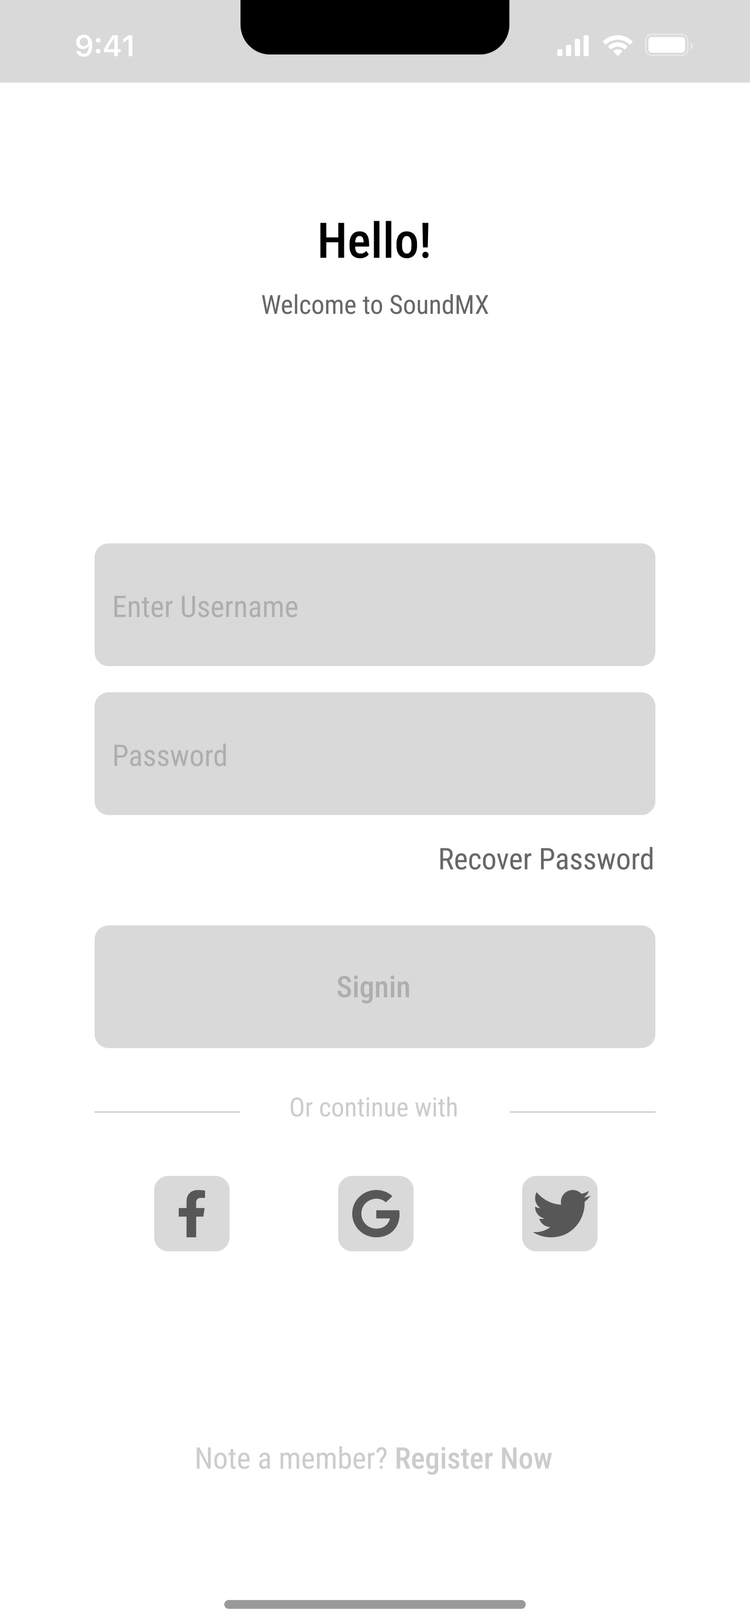 9:41
Hello!
Welcome to SoundMX
Enter Username
Password
Recover Password
Signin
Or continue with
Note a member? Register Now